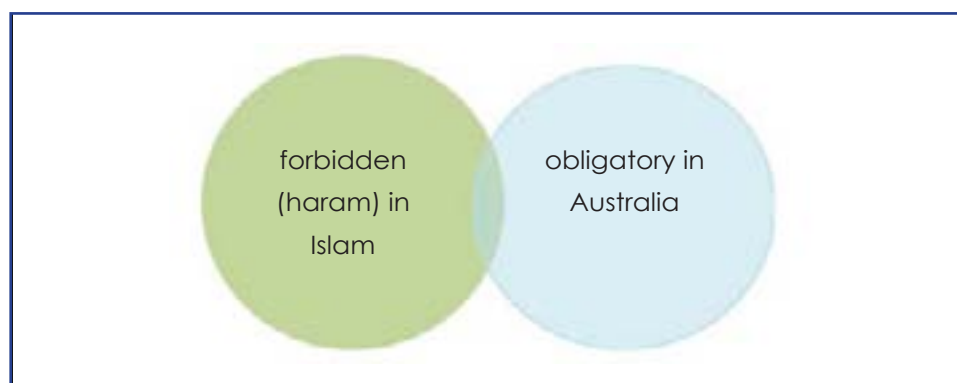 forbidden
(haram) in
Islam
obligatory in
Australia